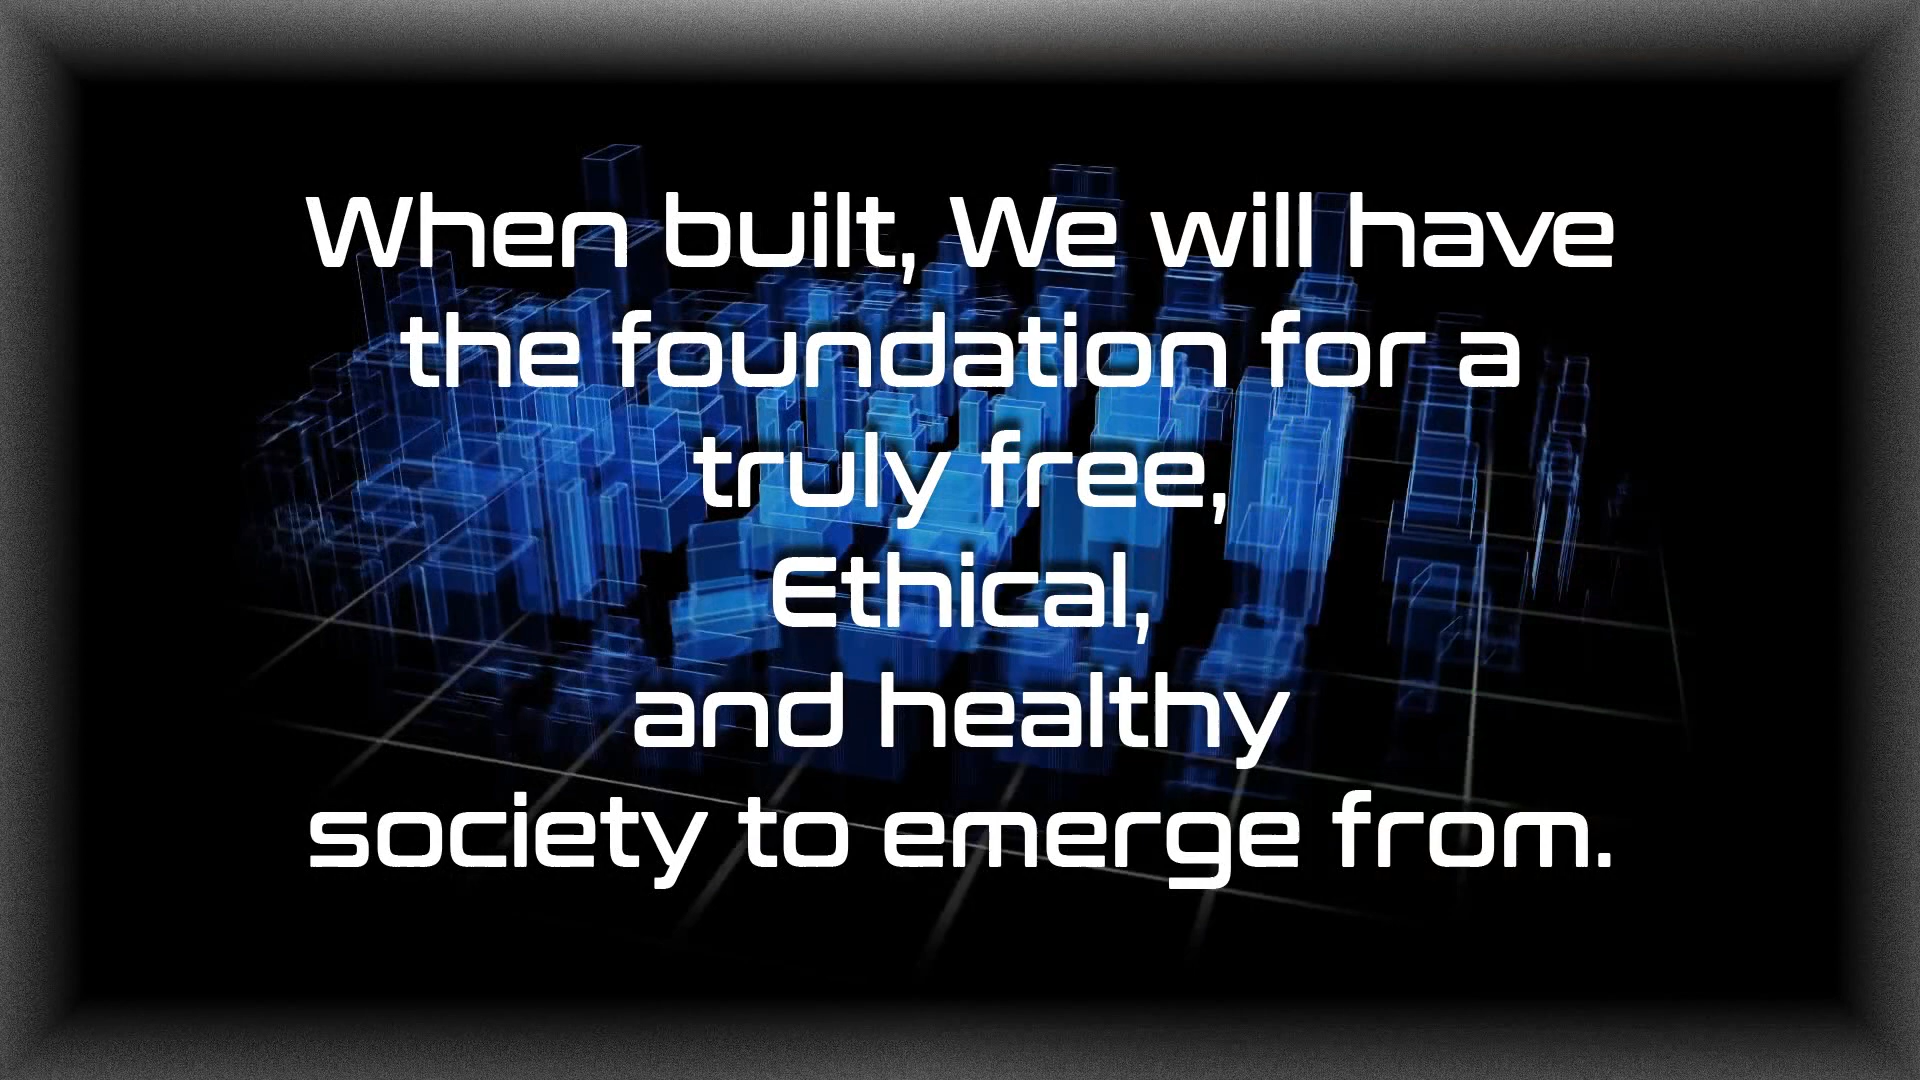 When built, We will have
the foundation for a
truly free,
Ethical,
and healthy
society to emerge from.